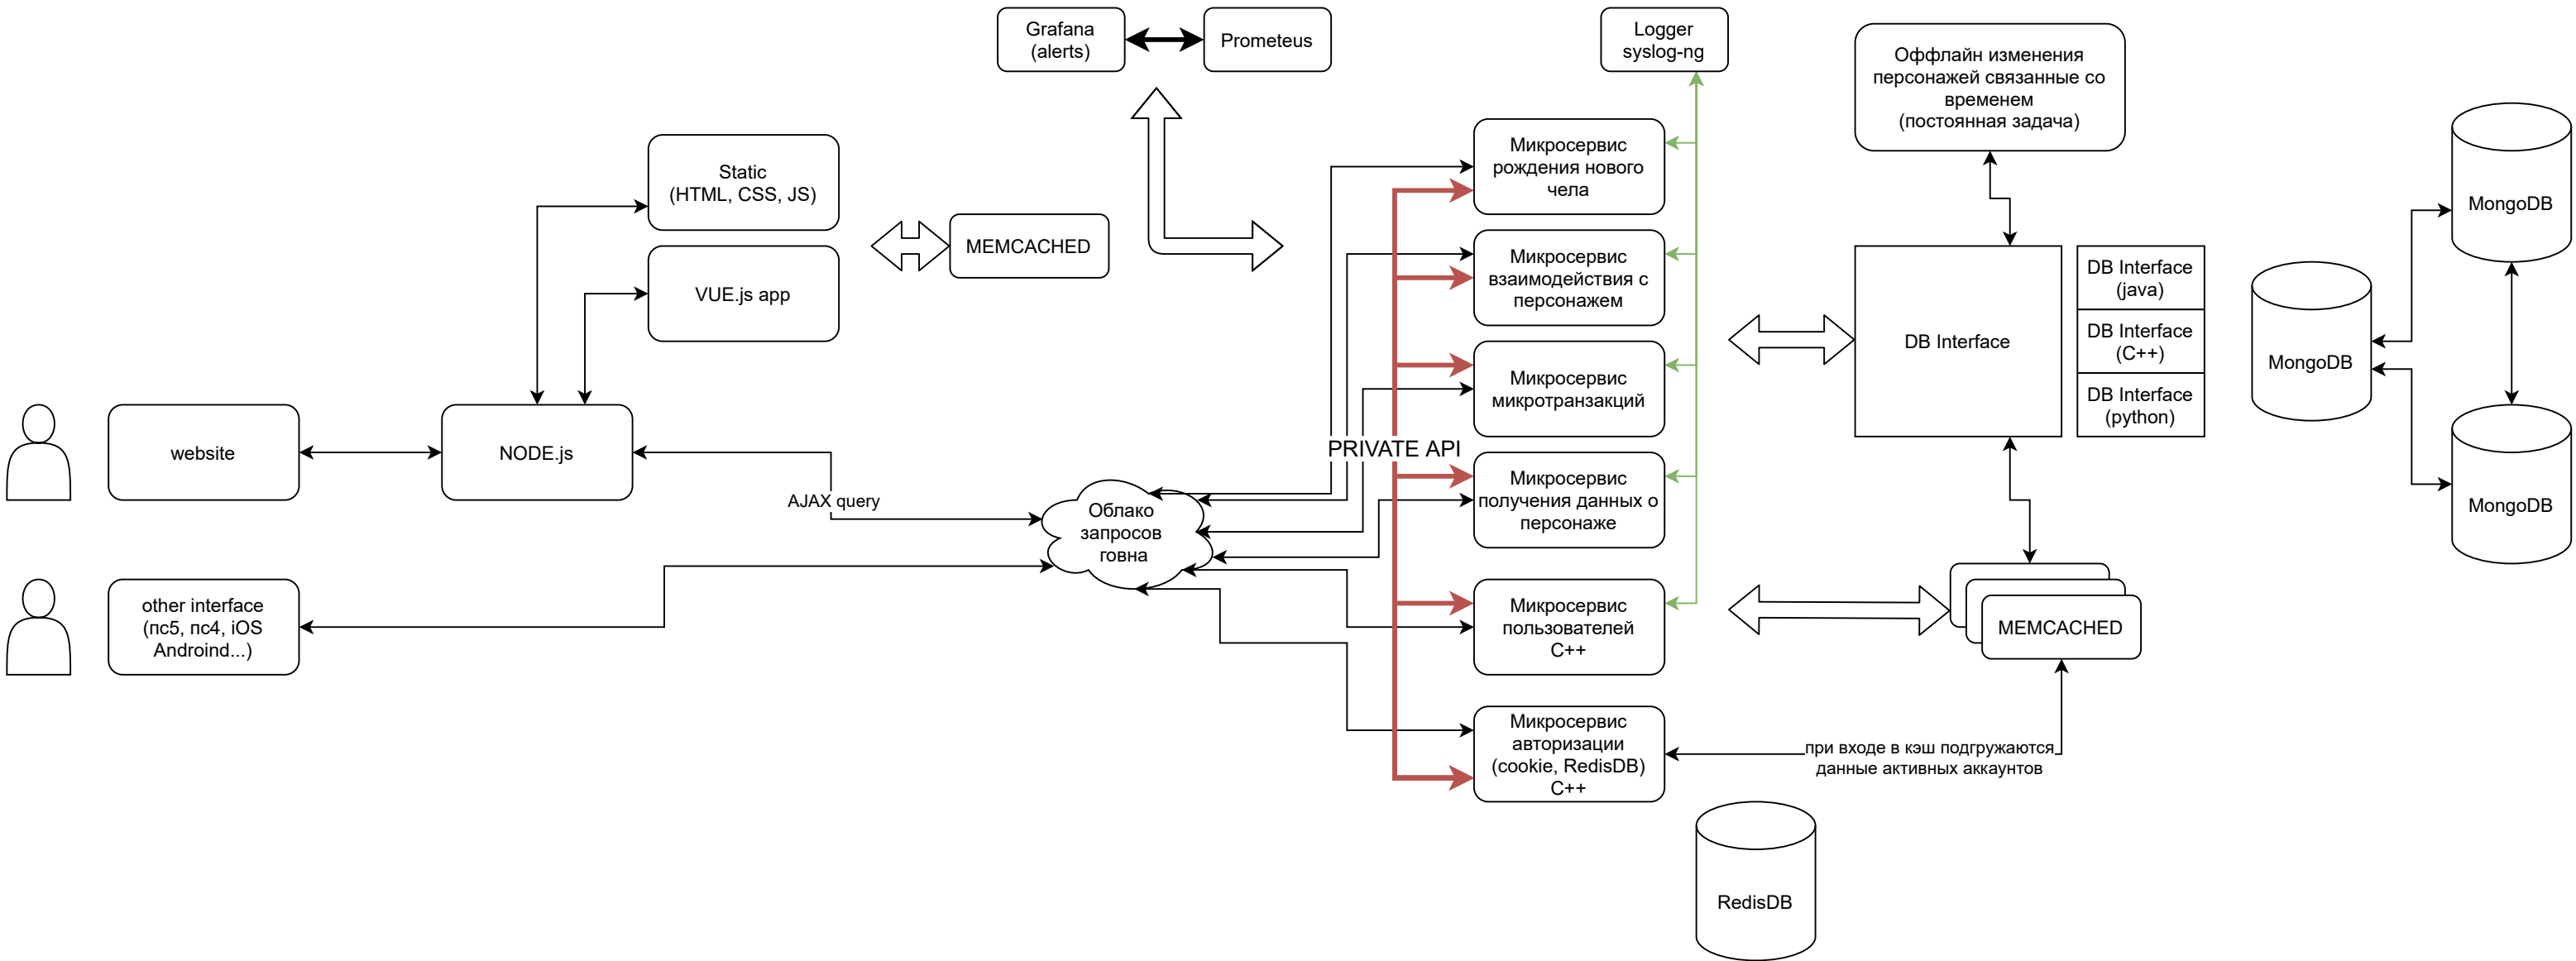 Grafana
(alerts)
Prometeus
Logger
syslog-ng
Оффлайн изменения
персонажей связанные со
временем
(постоянная задача)
Static
(HTML, CSS, JS)
VUE.js app
MEMCACHED
Микросервис
рождения нового
чела
Микросервис
взаимодействия с
персонажем
Микросервис
микротранзакций
PRIVATE API
Микросервис
получения данных о
персонаже
Микросервис
пользователей
C++
Микросервис
авторизации
(cookie, RedisDB)
C++
DB Interface
DB Interface
(java)
DB Interface
(C++)
DB Interface
(python)
MongoDB
MongoDB
MongoDB
website
NODE.js
AJAX query
Облако
запросов
говна
other interface
(пс5, пс4, iOS
Androind...)
MEMCACHED
при входе в кэш подгружаются
данные активных аккаунтов
RedisDB